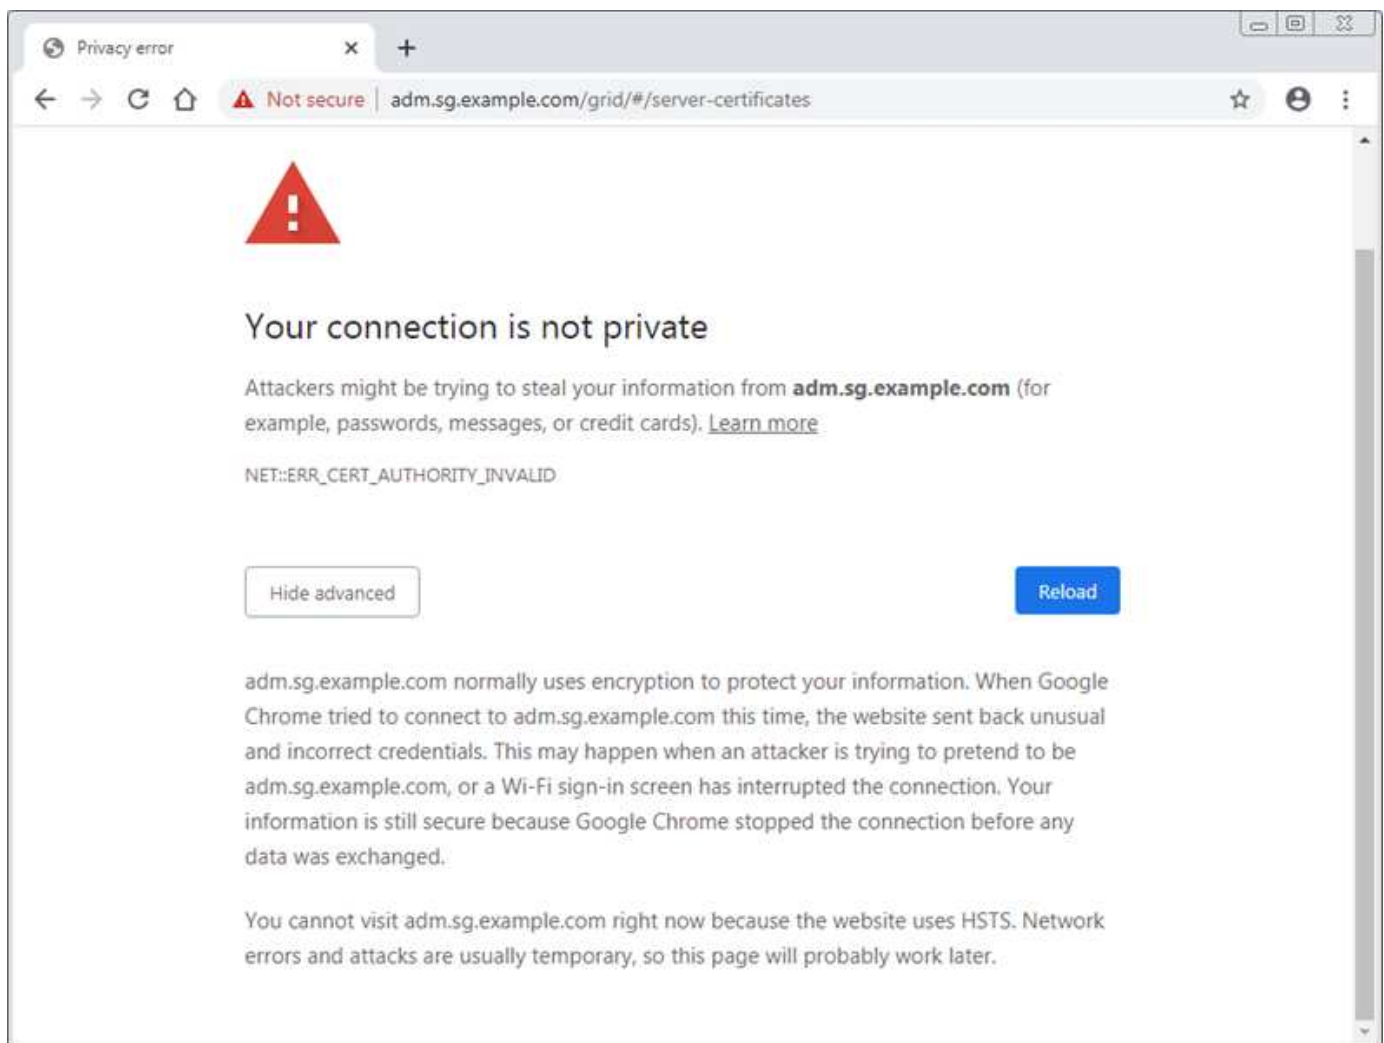 Privacy error
Not secure adm.sg.example.com/grid/#/server-certificates
Your connection is not private
Attackers might be trying to steal your information from adm.sg.example.com (for
example, passwords, messages, or credit cards). Learn more
NET::ERR_CERT_AUTHORITY_INVALID
Hide advanced
Reload
adm.sg.example.com normally uses encryption to protect your information. When Google
Chrome tried to connect to adm.sg.example.com this time, the website sent back unusual
and incorrect credentials. This may happen when an attacker is trying to pretend to be
adm.sg.example.com, or a Wi-Fi sign-in screen has interrupted the connection. Your
information is still secure because Google Chrome stopped the connection before any
data was exchanged.
You cannot visit adm.sg.example.com right now because the website uses HSTS. Network
errors and attacks are usually temporary, so this page will probably work later.